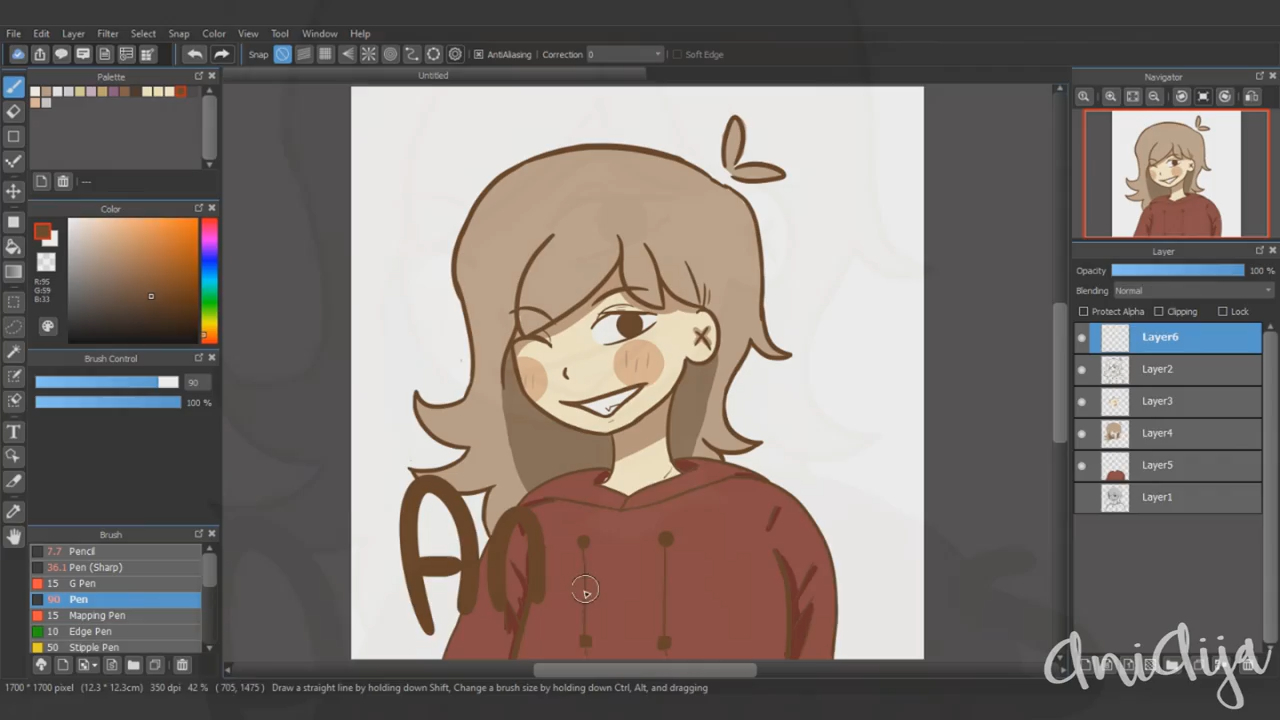 File Edit Layer Filter Select Snap Color View Tool Window Help
Snap AntiAliasing Correction 0 Soft Edge
Palette
Untitled
Navigator
---
Color
R:95
G:59
B:33
Layer
Opacity 100 %
Blending Normal
Protect Alpha Clipping Lock
Layer6
Layer2
Layer3
Layer4
Layer5
Layer1
Brush Control
90
100 %
An
Brush
7.7 Pencil
36.1 Pen (Sharp)
15 G Pen
90 Pen
15 Mapping Pen
10 Edge Pen
50 Stipple Pen
anidija
1700 * 1700 pixel (12.3 * 12.3cm) 350 dpi 42 % ( 705, 1475) Draw a straight line by holding down Shift, Change a brush size by holding down Ctrl, Alt, and dragging